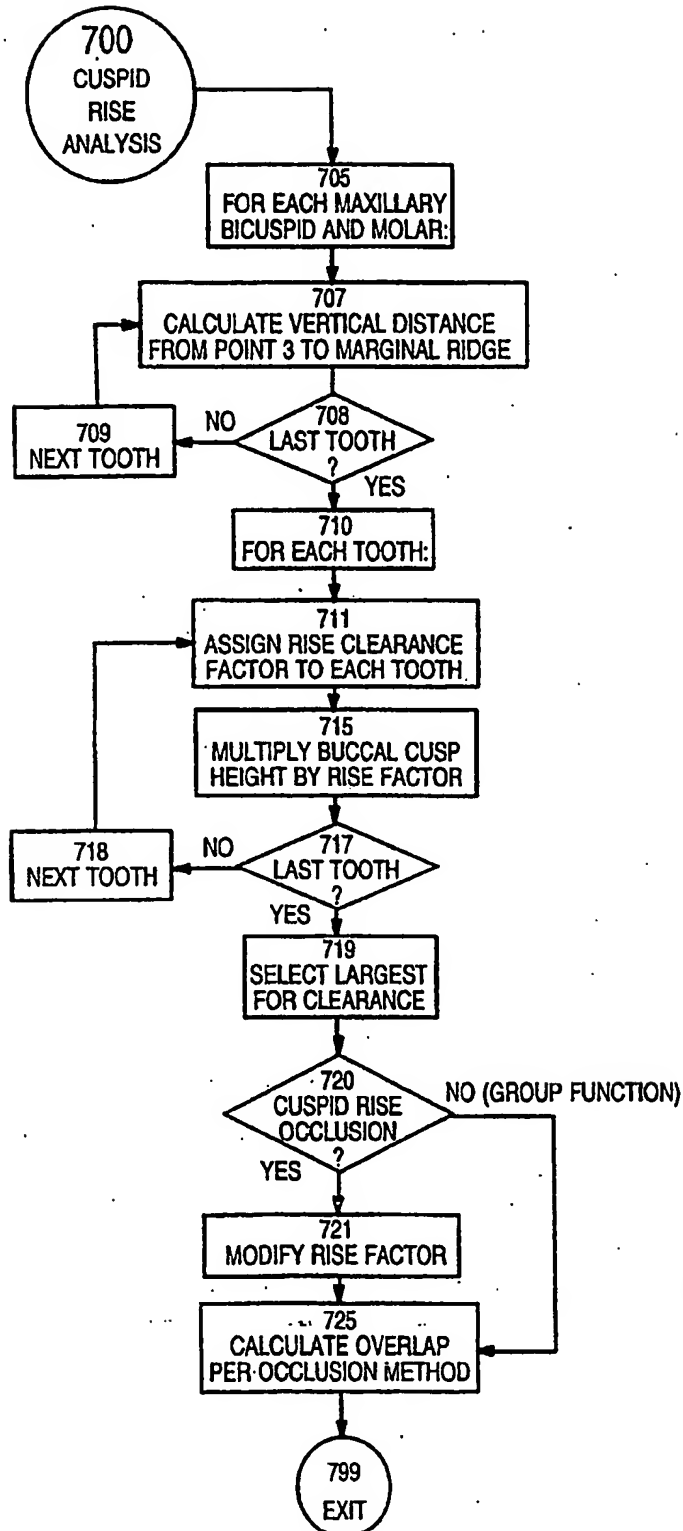 700
CUSPID
RISE
ANALYSIS
705
FOR EACH MAXILLARY
BICUSPID AND MOLAR:
707
CALCULATE VERTICAL DISTANCE
FROM POINT 3 TO MARGINAL RIDGE
708
LAST TOOTH
?
NO
709
NEXT TOOTH
YES
710
FOR EACH TOOTH:
711
ASSIGN RISE CLEARANCE
FACTOR TO EACH TOOTH
715
MULTIPLY BUCCAL CUSP
HEIGHT BY RISE FACTOR
717
LAST TOOTH
?
NO
718
NEXT TOOTH
YES
719
SELECT LARGEST
FOR CLEARANCE
720
CUSPID RISE
OCCLUSION
?
NO (GROUP FUNCTION)
YES
721
MODIFY RISE FACTOR
725
CALCULATE OVERLAP
PER OCCLUSION METHOD
799
EXIT